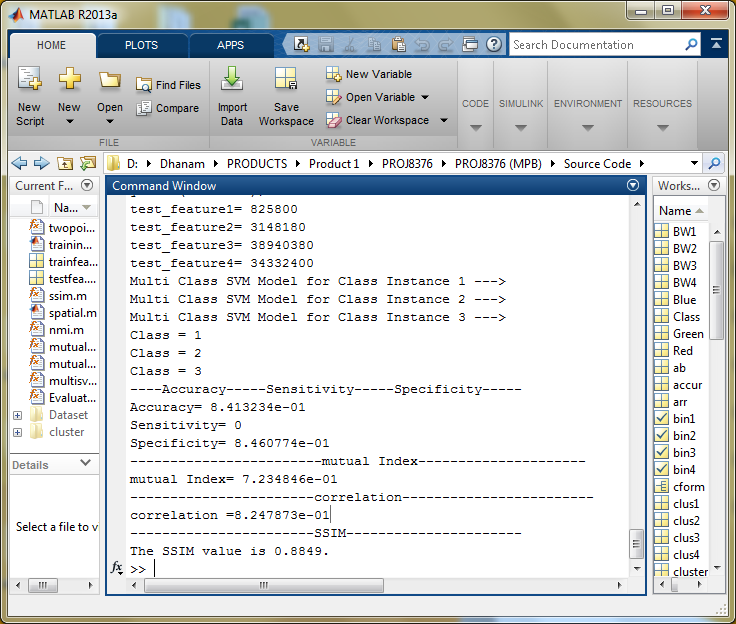 MATLAB R2013a
HOME PLOTS APPS
Search Documentation
New Script
New
Open
Find Files
Compare
Import Data
Save Workspace
New Variable
Open Variable
Clear Workspace
CODE SIMULINK ENVIRONMENT RESOURCES
FILE VARIABLE
D: Dhanam PRODUCTS Product 1 PROJ8376 PROJ8376 (MPB) Source Code
Current F...
Na...
twopoi...
trainin...
trainfea...
testfea...
ssim.m
spatial.m
nmi.m
mutual...
mutual...
multisv...
Evaluat...
Dataset
cluster
Details
Select a file to v
Command Window
test_feature1= 825800
test_feature2= 3148180
test_feature3= 38940380
test_feature4= 34332400
Multi Class SVM Model for Class Instance 1 --->
Multi Class SVM Model for Class Instance 2 --->
Multi Class SVM Model for Class Instance 3 --->
Class = 1
Class = 2
Class = 3
----Accuracy-----Sensitivity-----Specificity-----
Accuracy= 8.413234e-01
Sensitivity= 0
Specificity= 8.460774e-01
------------------------mutual Index---------------------
mutual Index= 7.234846e-01
-----------------------correlation------------------------
correlation =8.247873e-01
-----------------------SSIM----------------------
The SSIM value is 0.8849.
fx >>
Works...
Name
BW1
BW2
BW3
BW4
Blue
Class
Green
Red
ab
accur
arr
bin1
bin2
bin3
bin4
cform
clus1
clus2
clus3
clus4
cluster